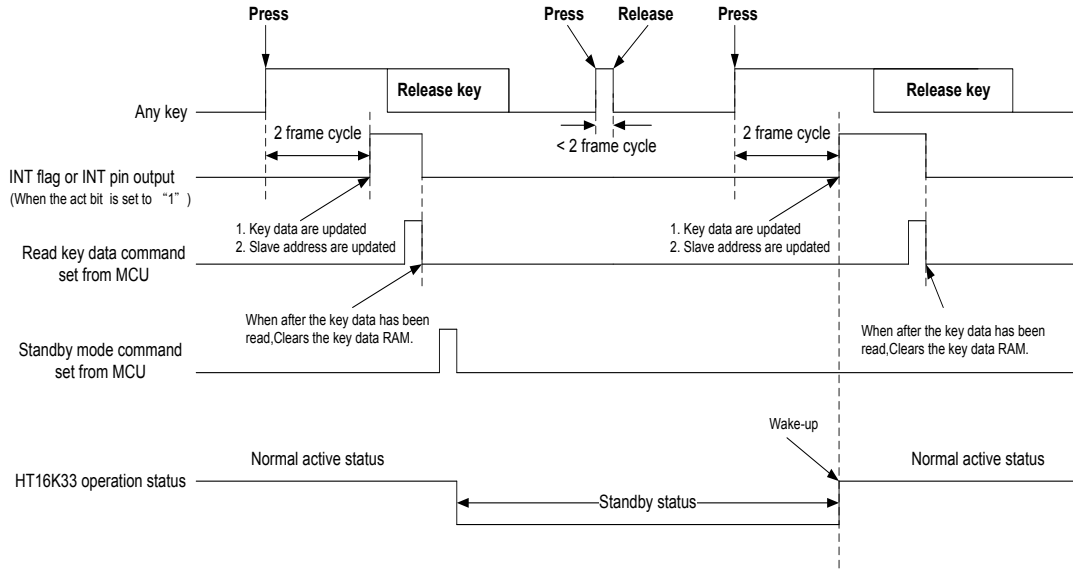 Press
Press
Release
Press
Any key
Release key
Release key
2 frame cycle
< 2 frame cycle
2 frame cycle
INT flag or INT pin output
(When the act bit is set to “1”)
1. Key data are updated
2. Slave address are updated
1. Key data are updated
2. Slave address are updated
Read key data command
set from MCU
When after the key data has been
read,Clears the key data RAM.
When after the key data has been
read,Clears the key data RAM.
Standby mode command
set from MCU
Wake-up
Normal active status
Normal active status
HT16K33 operation status
Standby status